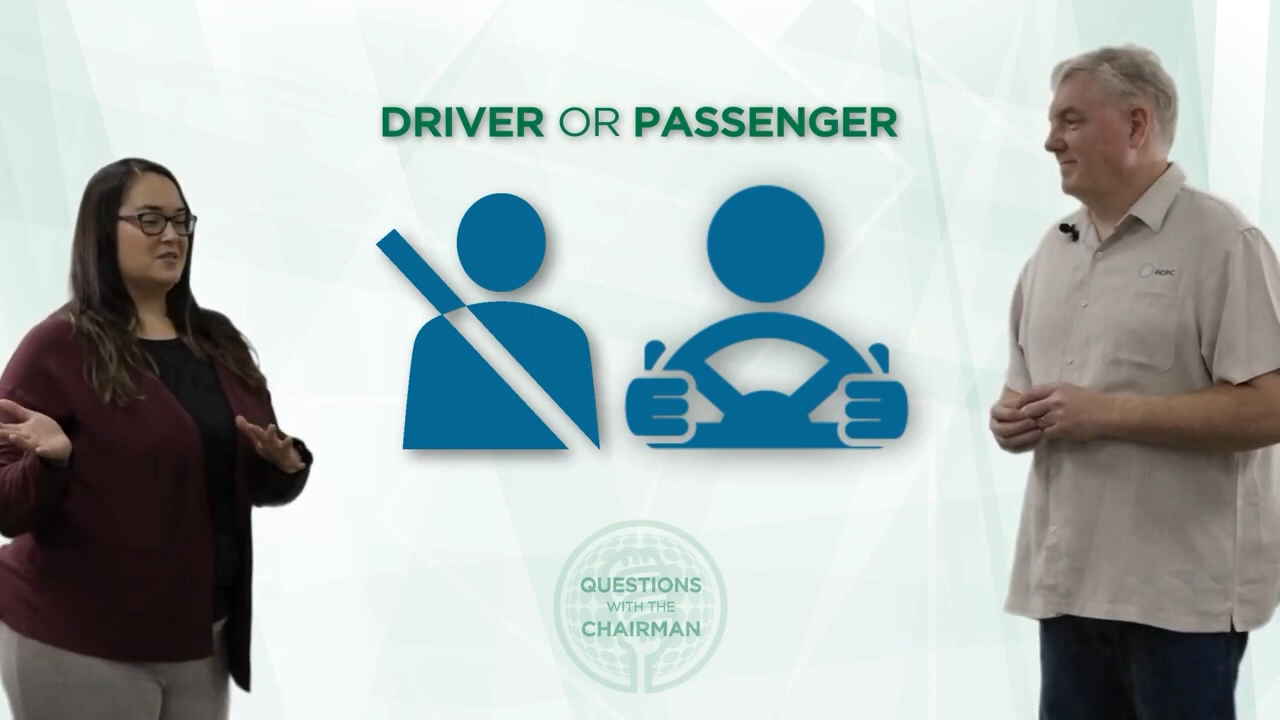 DRIVER OR PASSENGER
QUESTIONS
WITH THE
CHAIRMAN